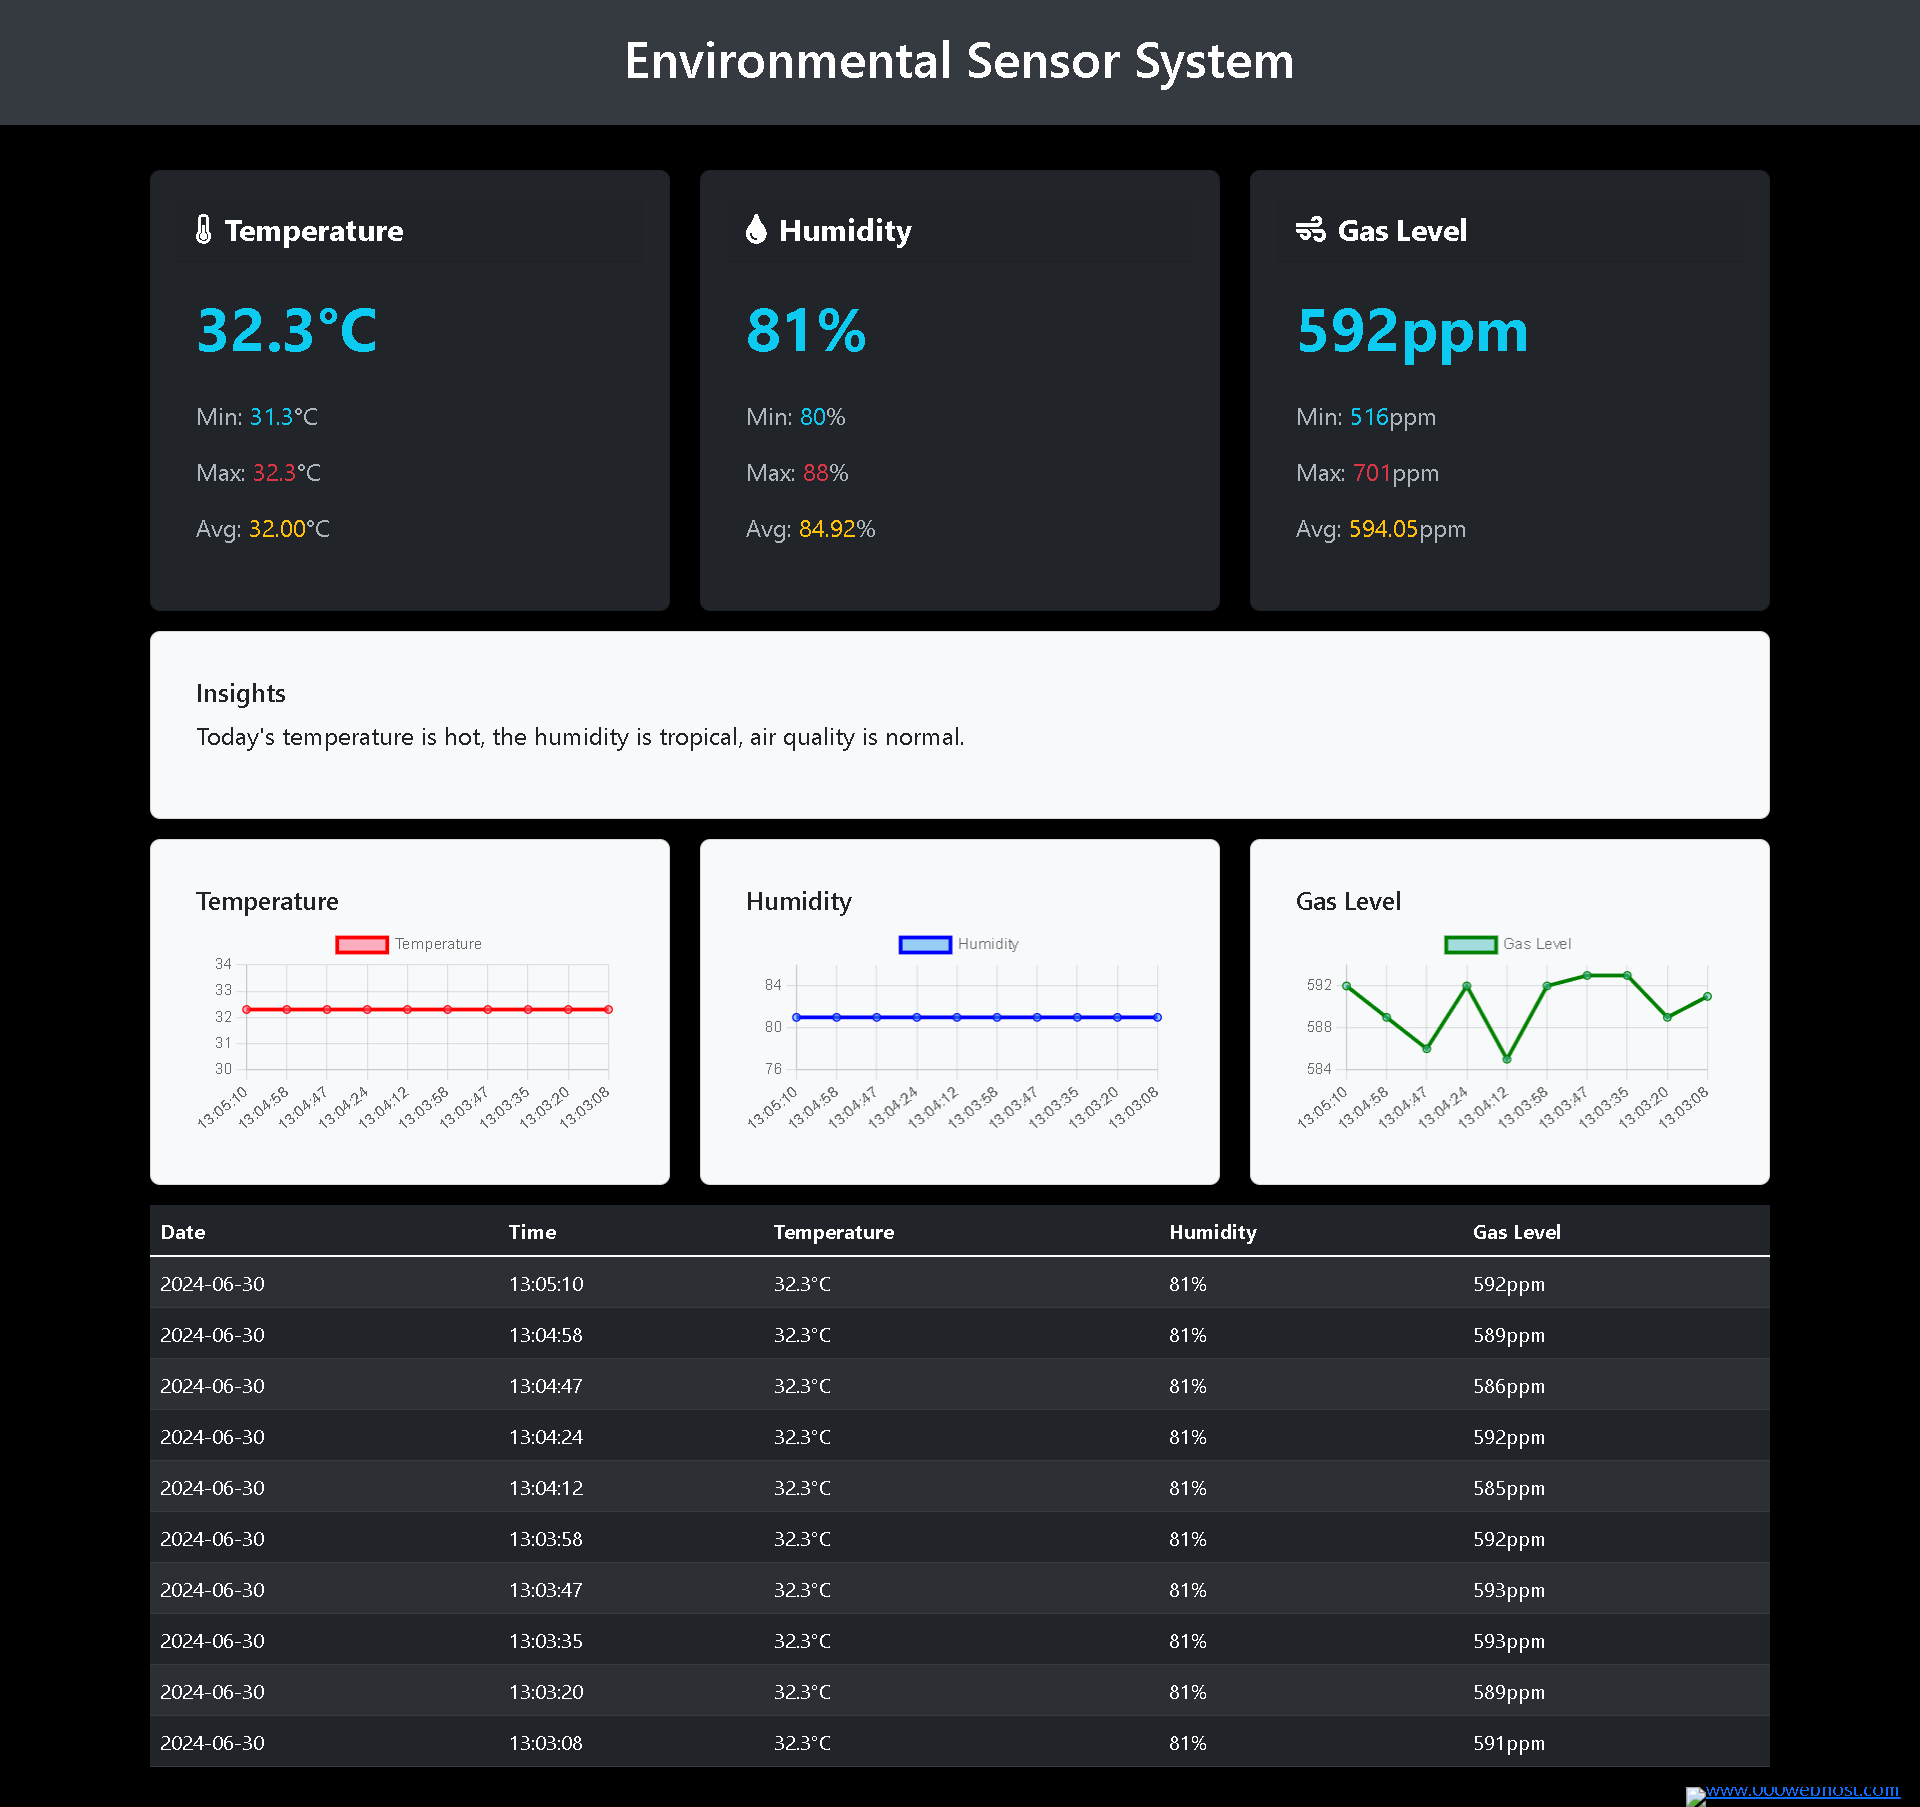 Environmental Sensor System
Temperature
32.3°C
Min: 31.3°C
Max: 32.3°C
Avg: 32.00°C
Humidity
81%
Min: 80%
Max: 88%
Avg: 84.92%
Gas Level
592ppm
Min: 516ppm
Max: 701ppm
Avg: 594.05ppm
Insights
Today's temperature is hot, the humidity is tropical, air quality is normal.
Temperature
Temperature
34
33
32
31
30
13:05:10 13:04:58 13:04:47 13:04:24 13:04:12 13:03:58 13:03:47 13:03:35 13:03:20 13:03:08
Humidity
Humidity
84
80
76
13:05:10 13:04:58 13:04:47 13:04:24 13:04:12 13:03:58 13:03:47 13:03:35 13:03:20 13:03:08
Gas Level
Gas Level
592
588
584
13:05:10 13:04:58 13:04:47 13:04:24 13:04:12 13:03:58 13:03:47 13:03:35 13:03:20 13:03:08
Date Time Temperature Humidity Gas Level
2024-06-30 13:05:10 32.3°C 81% 592ppm
2024-06-30 13:04:58 32.3°C 81% 589ppm
2024-06-30 13:04:47 32.3°C 81% 586ppm
2024-06-30 13:04:24 32.3°C 81% 592ppm
2024-06-30 13:04:12 32.3°C 81% 585ppm
2024-06-30 13:03:58 32.3°C 81% 592ppm
2024-06-30 13:03:47 32.3°C 81% 593ppm
2024-06-30 13:03:35 32.3°C 81% 593ppm
2024-06-30 13:03:20 32.3°C 81% 589ppm
2024-06-30 13:03:08 32.3°C 81% 591ppm
www.000webhost.com